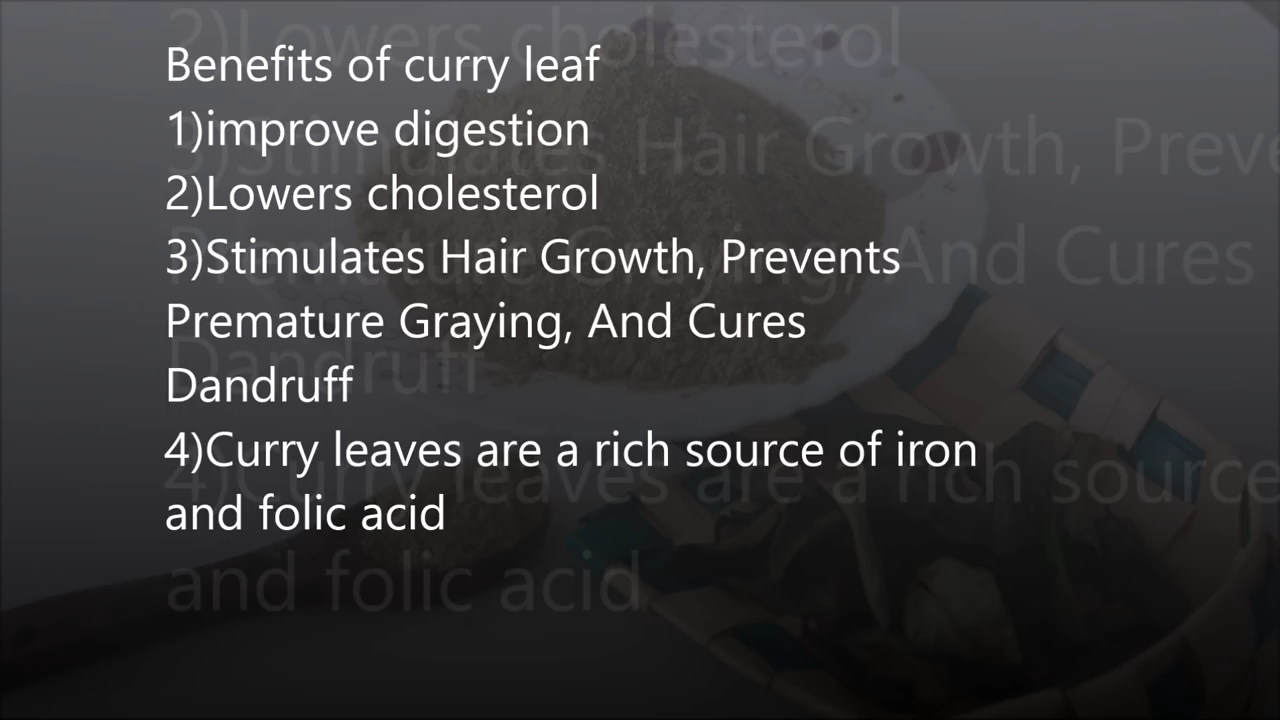 Benefits of curry leaf
1)improve digestion
2)Lowers cholesterol
3)Stimulates Hair Growth, Prevents
Premature Graying, And Cures
Dandruff
4)Curry leaves are a rich source of iron
and folic acid